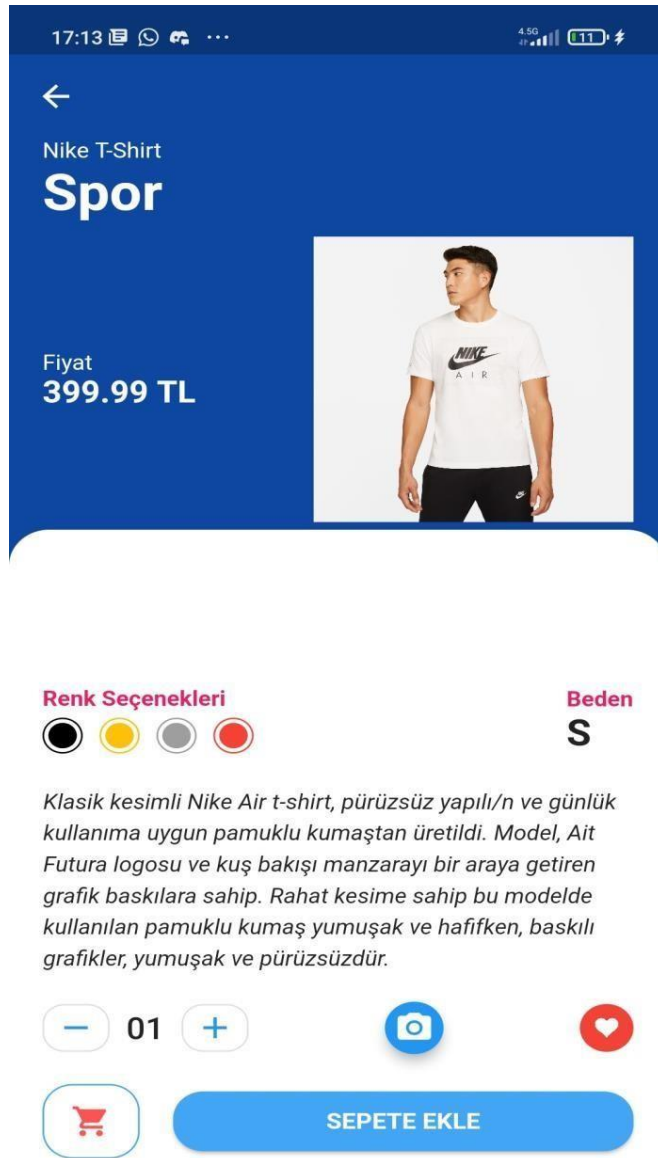 17:13
4.5G
11
Nike T-Shirt
Spor
Fiyat
399.99 TL
NIKE
AIR
Renk Seçenekleri
Beden
S
Klasik kesimli Nike Air t-shirt, pürüzsüz yapılı/n ve günlük
kullanıma uygun pamuklu kumaştan üretildi. Model, Ait
Futura logosu ve kuş bakışı manzarayı bir araya getiren
grafik baskılara sahip. Rahat kesime sahip bu modelde
kullanılan pamuklu kumaş yumuşak ve hafifken, baskılı
grafikler, yumuşak ve pürüzsüzdür.
01
SEPETE EKLE